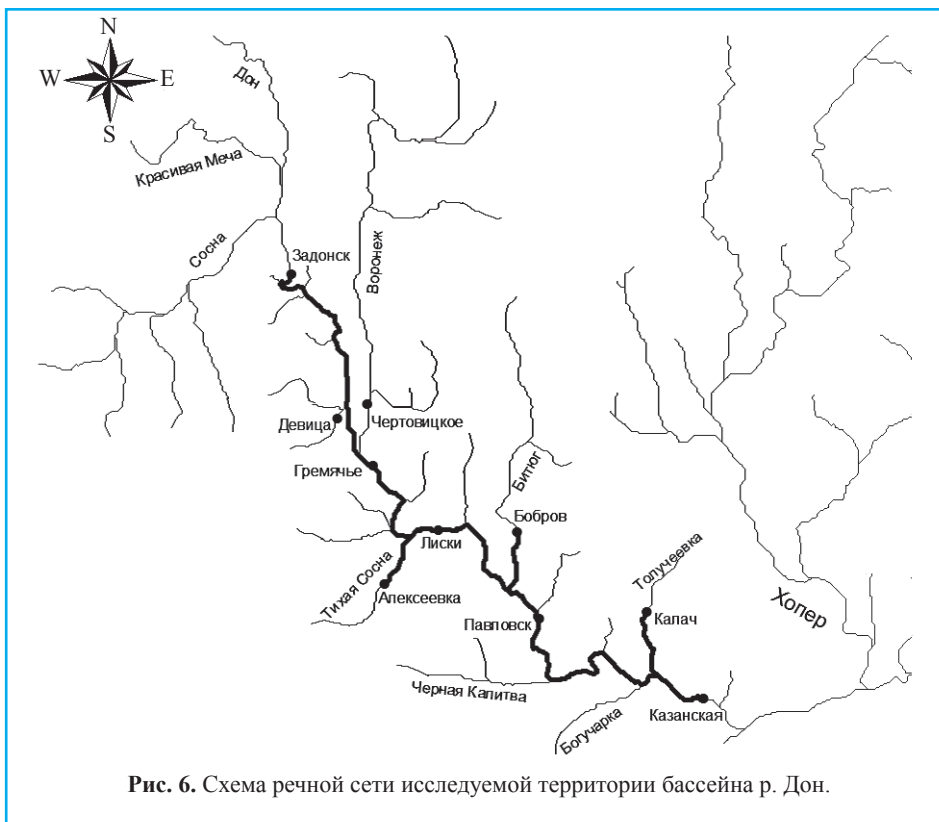 N
W E
S
Дон
Красивая Меча
Сосна
Задонск
Воронеж
Девица
Чертовицкое
Гремячье
Битюг
Бобров
Лиски
Тихая Сосна
Алексеевка
Толучеевка
Павловск
Калач
Хопер
Черная Калитва
Богучарка
Казанская
Рис. 6. Схема речной сети исследуемой территории бассейна р. Дон.